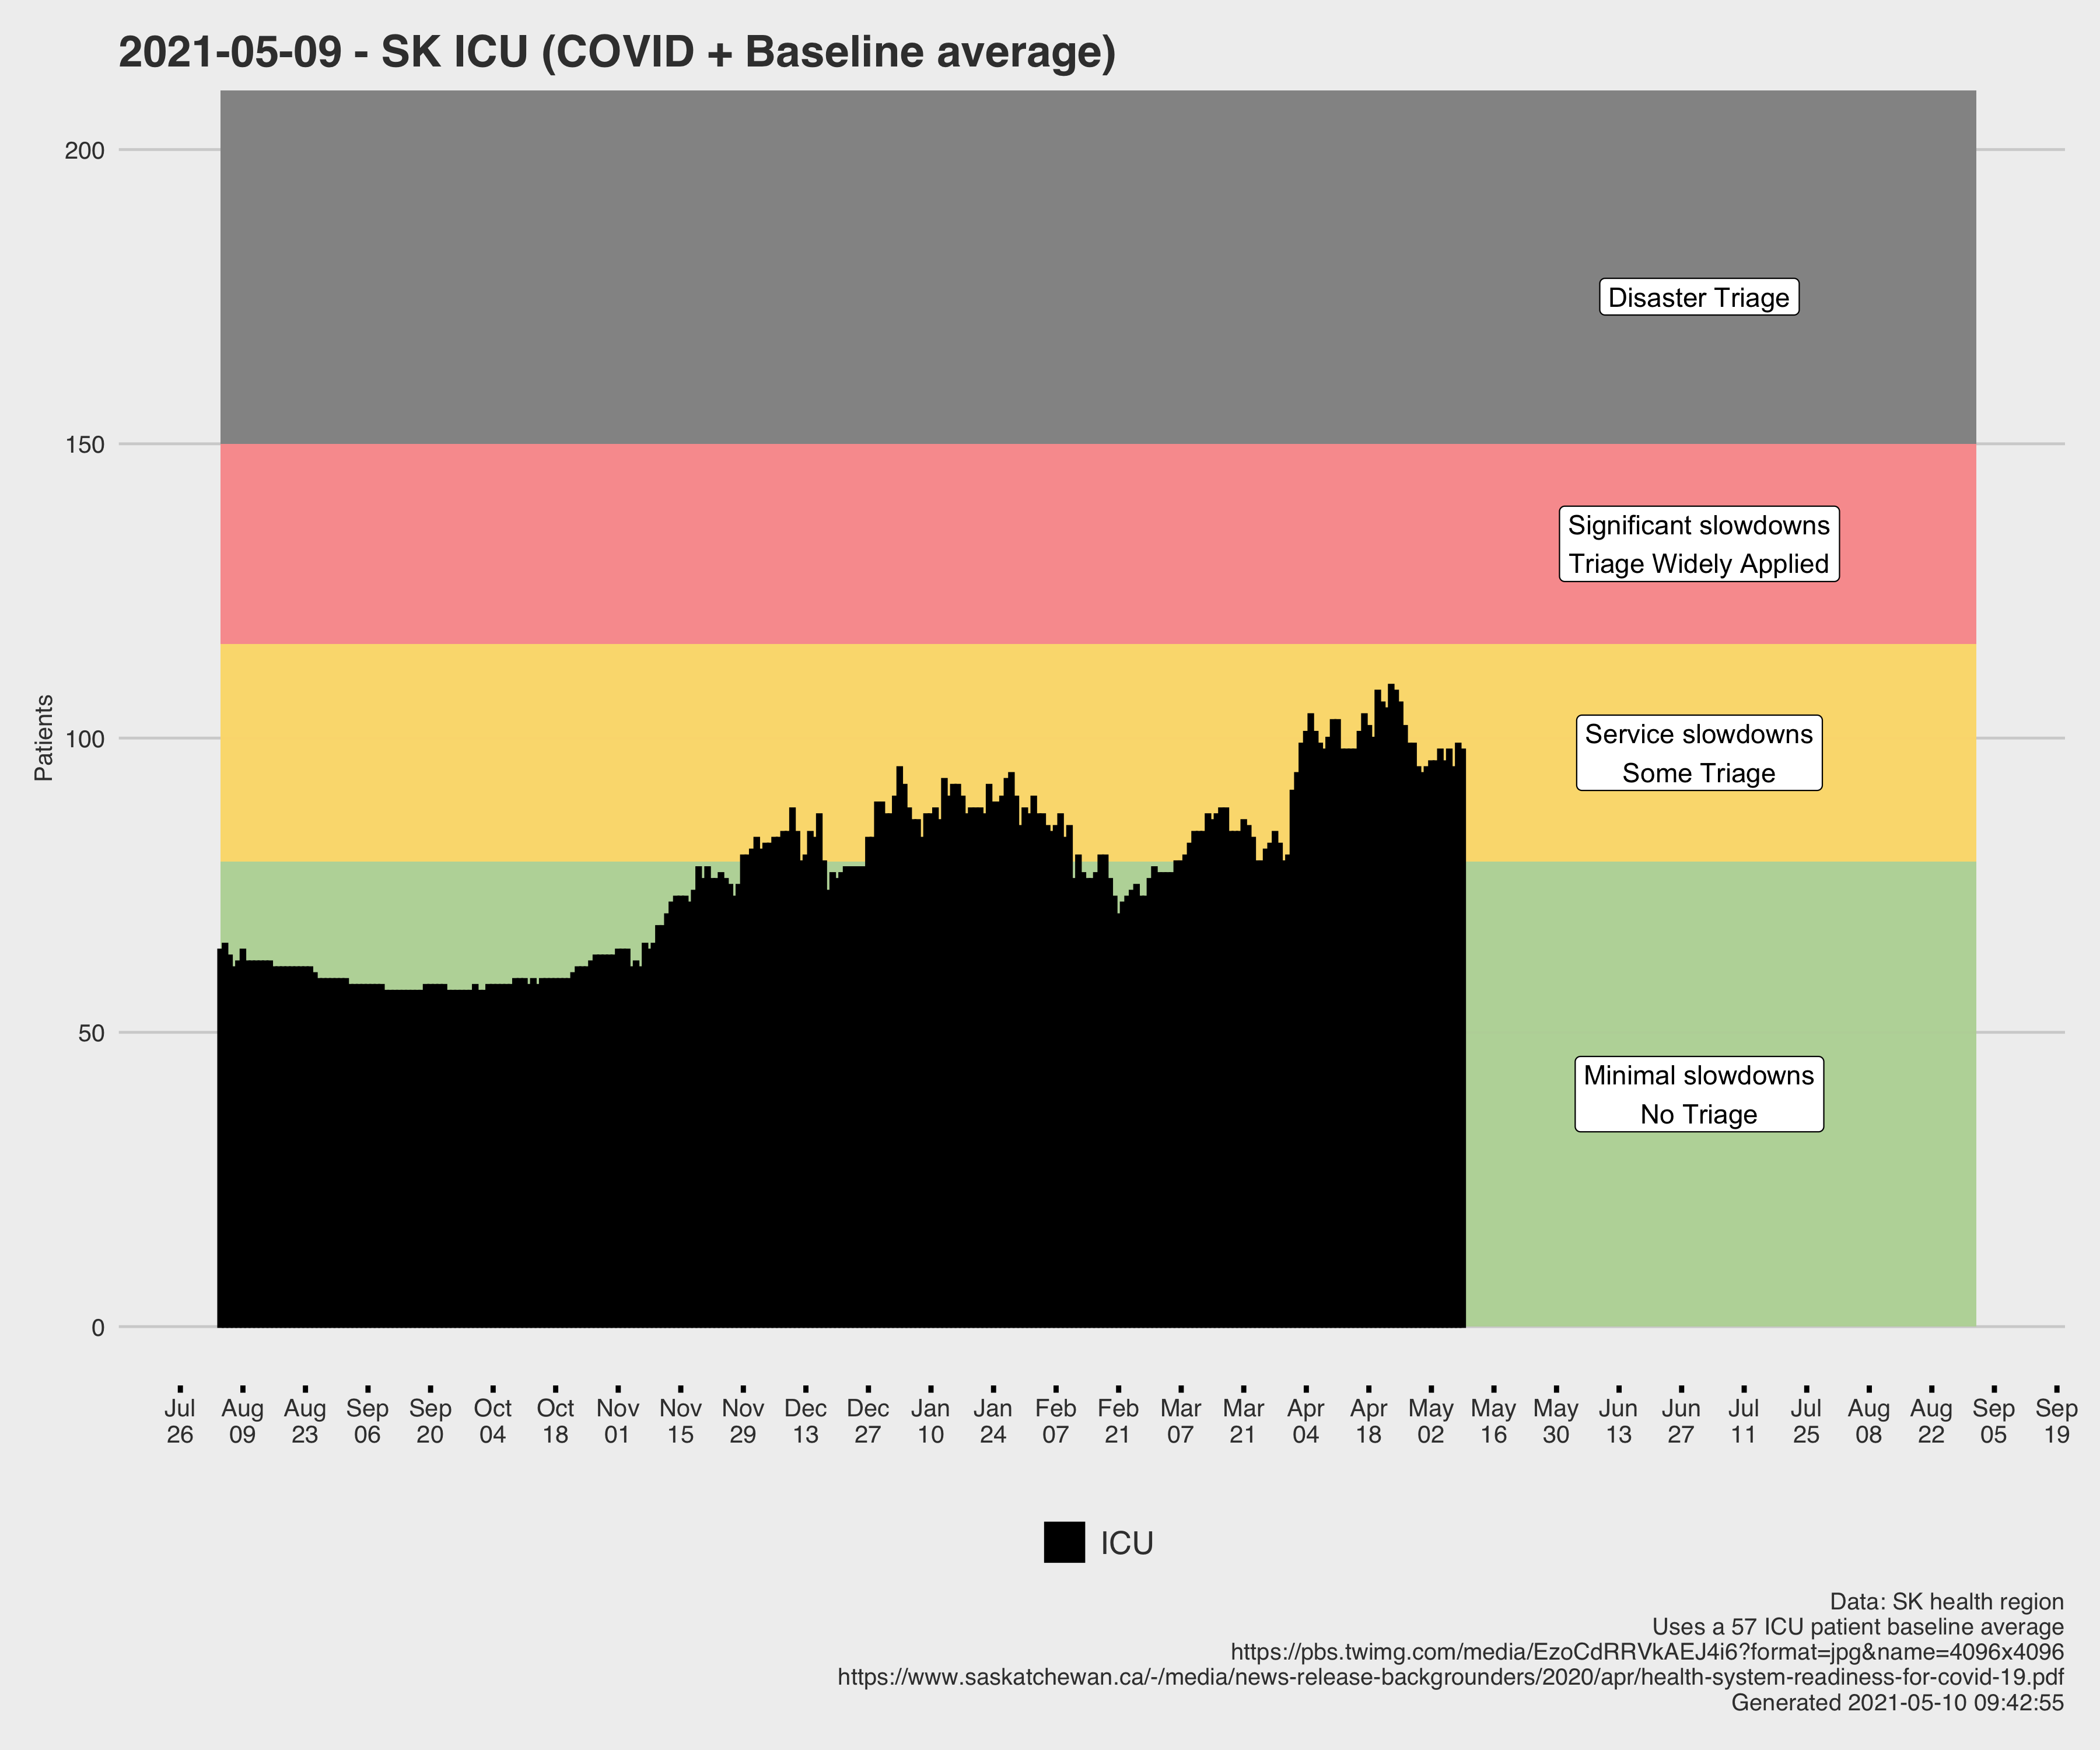 2021-05-09 - SK ICU (COVID + Baseline average)
200
150
100
50
0
Patients
Disaster Triage
Significant slowdowns
Triage Widely Applied
Service slowdowns
Some Triage
Minimal slowdowns
No Triage
Jul Aug Aug Sep Sep Oct Oct Nov Nov Nov Dec Dec Jan Jan Feb Feb Mar Mar Apr Apr May May May Jun Jun Jul Jul Aug Aug Sep Sep
26 09 23 06 20 04 18 01 15 29 13 27 10 24 07 21 07 21 04 18 02 16 30 13 27 11 25 08 22 05 19
ICU
Data: SK health region
Uses a 57 ICU patient baseline average
https://pbs.twimg.com/media/EzoCdRRVkAEJ4i6?format=jpg&name=4096x4096
https://www.saskatchewan.ca/-/media/news-release-backgrounders/2020/apr/health-system-readiness-for-covid-19.pdf
Generated 2021-05-10 09:42:55